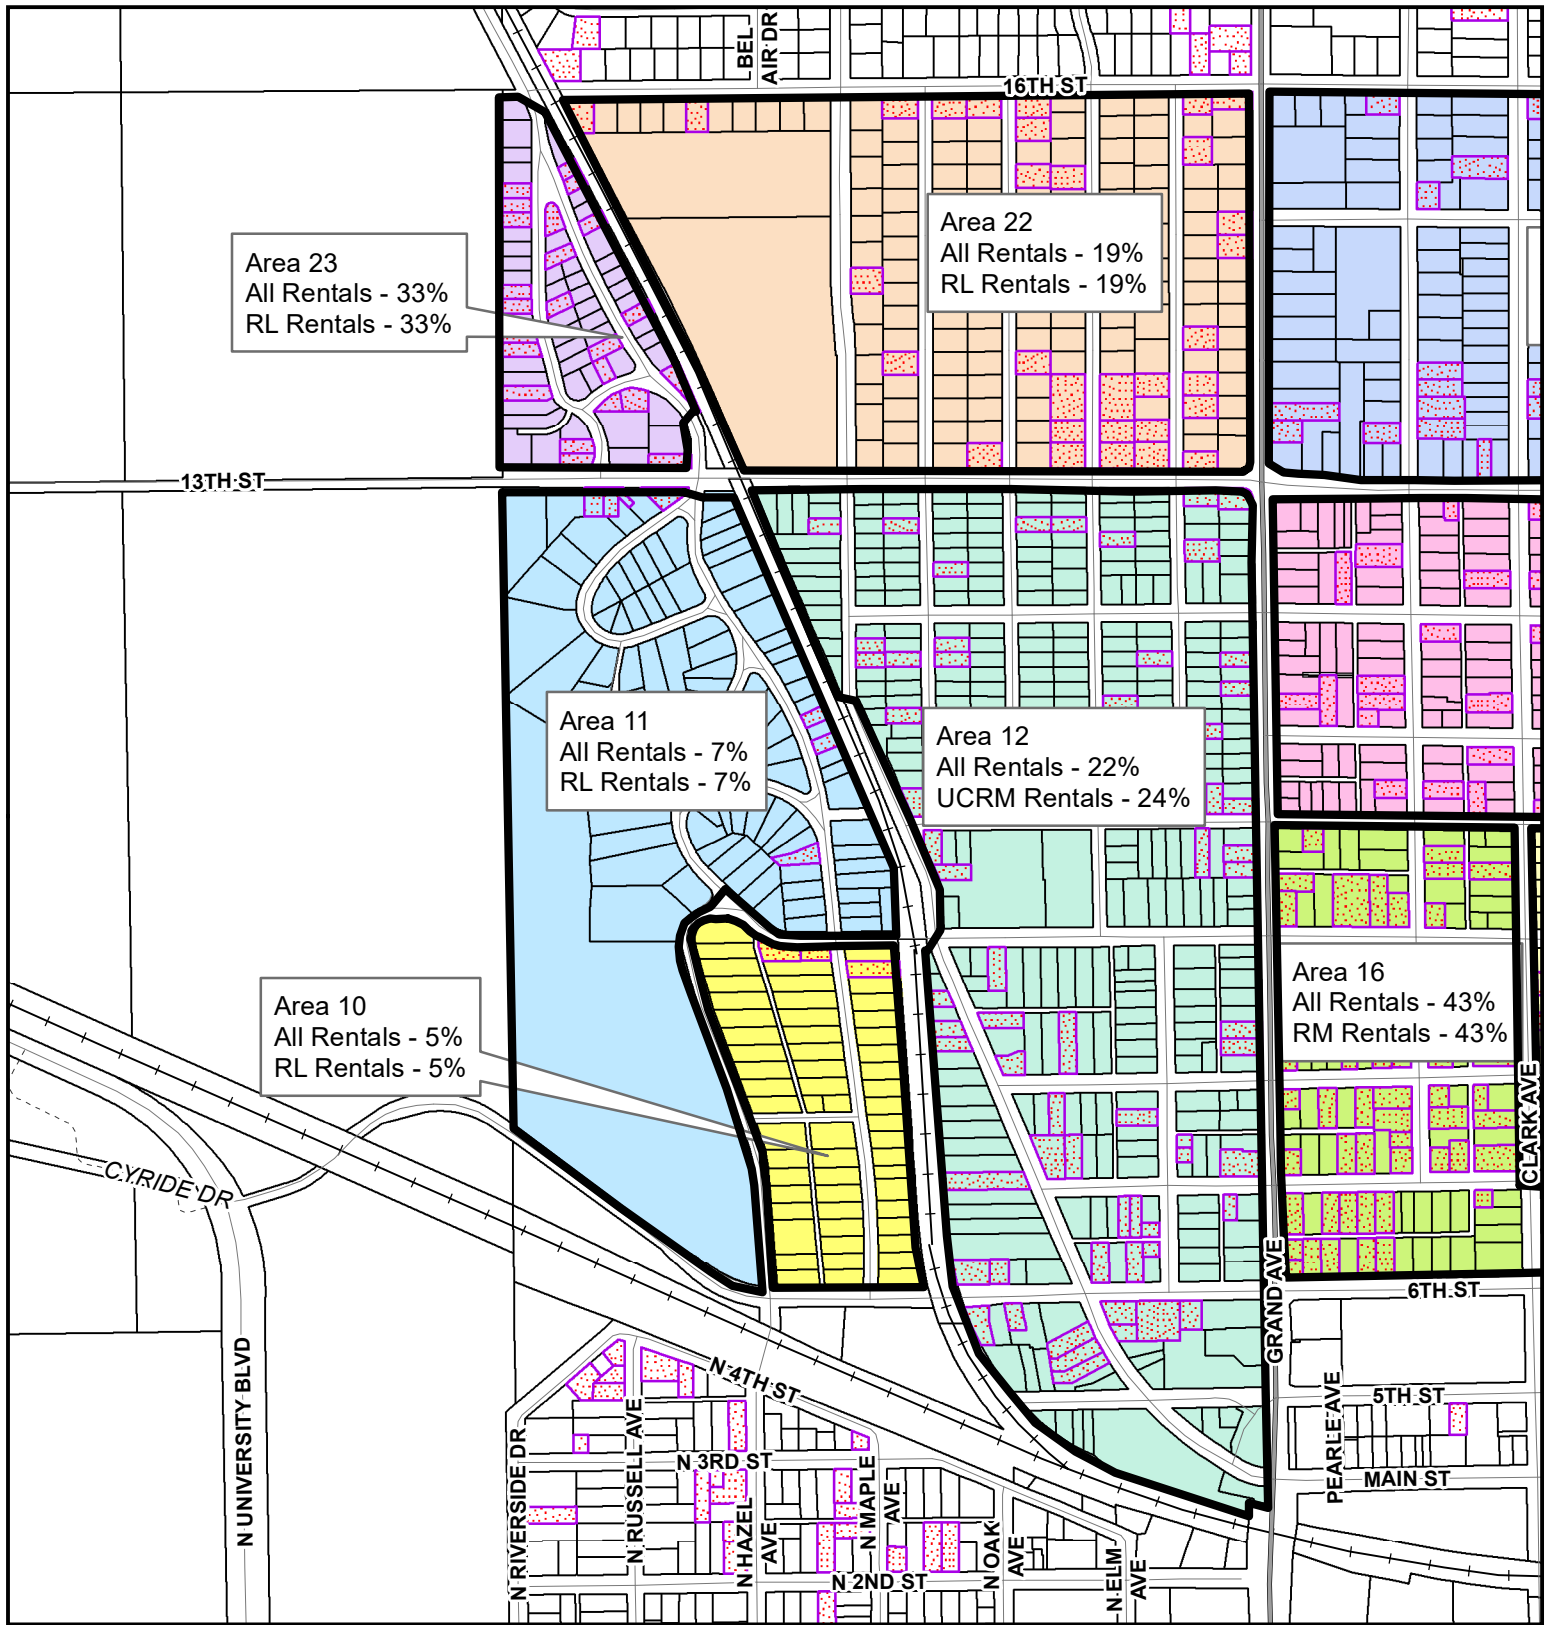 BEL
AIR DR
16TH ST
Area 22
All Rentals - 19%
RL Rentals - 19%
Area 23
All Rentals - 33%
RL Rentals - 33%
13TH ST
Area 11
All Rentals - 7%
RL Rentals - 7%
Area 12
All Rentals - 22%
UCRM Rentals - 24%
Area 16
All Rentals - 43%
RM Rentals - 43%
Area 10
All Rentals - 5%
RL Rentals - 5%
CLARK AVE
CYRIDE DR
GRAND AVE
6TH ST
N UNIVERSITY BLVD
N 4TH ST
5TH ST
PEARLE AVE
N RIVERSIDE DR
N RUSSELL AVE
N 3RD ST
MAIN ST
N HAZEL
AVE
N MAPLE
AVE
N OAK
AVE
N ELM
AVE
N 2ND ST